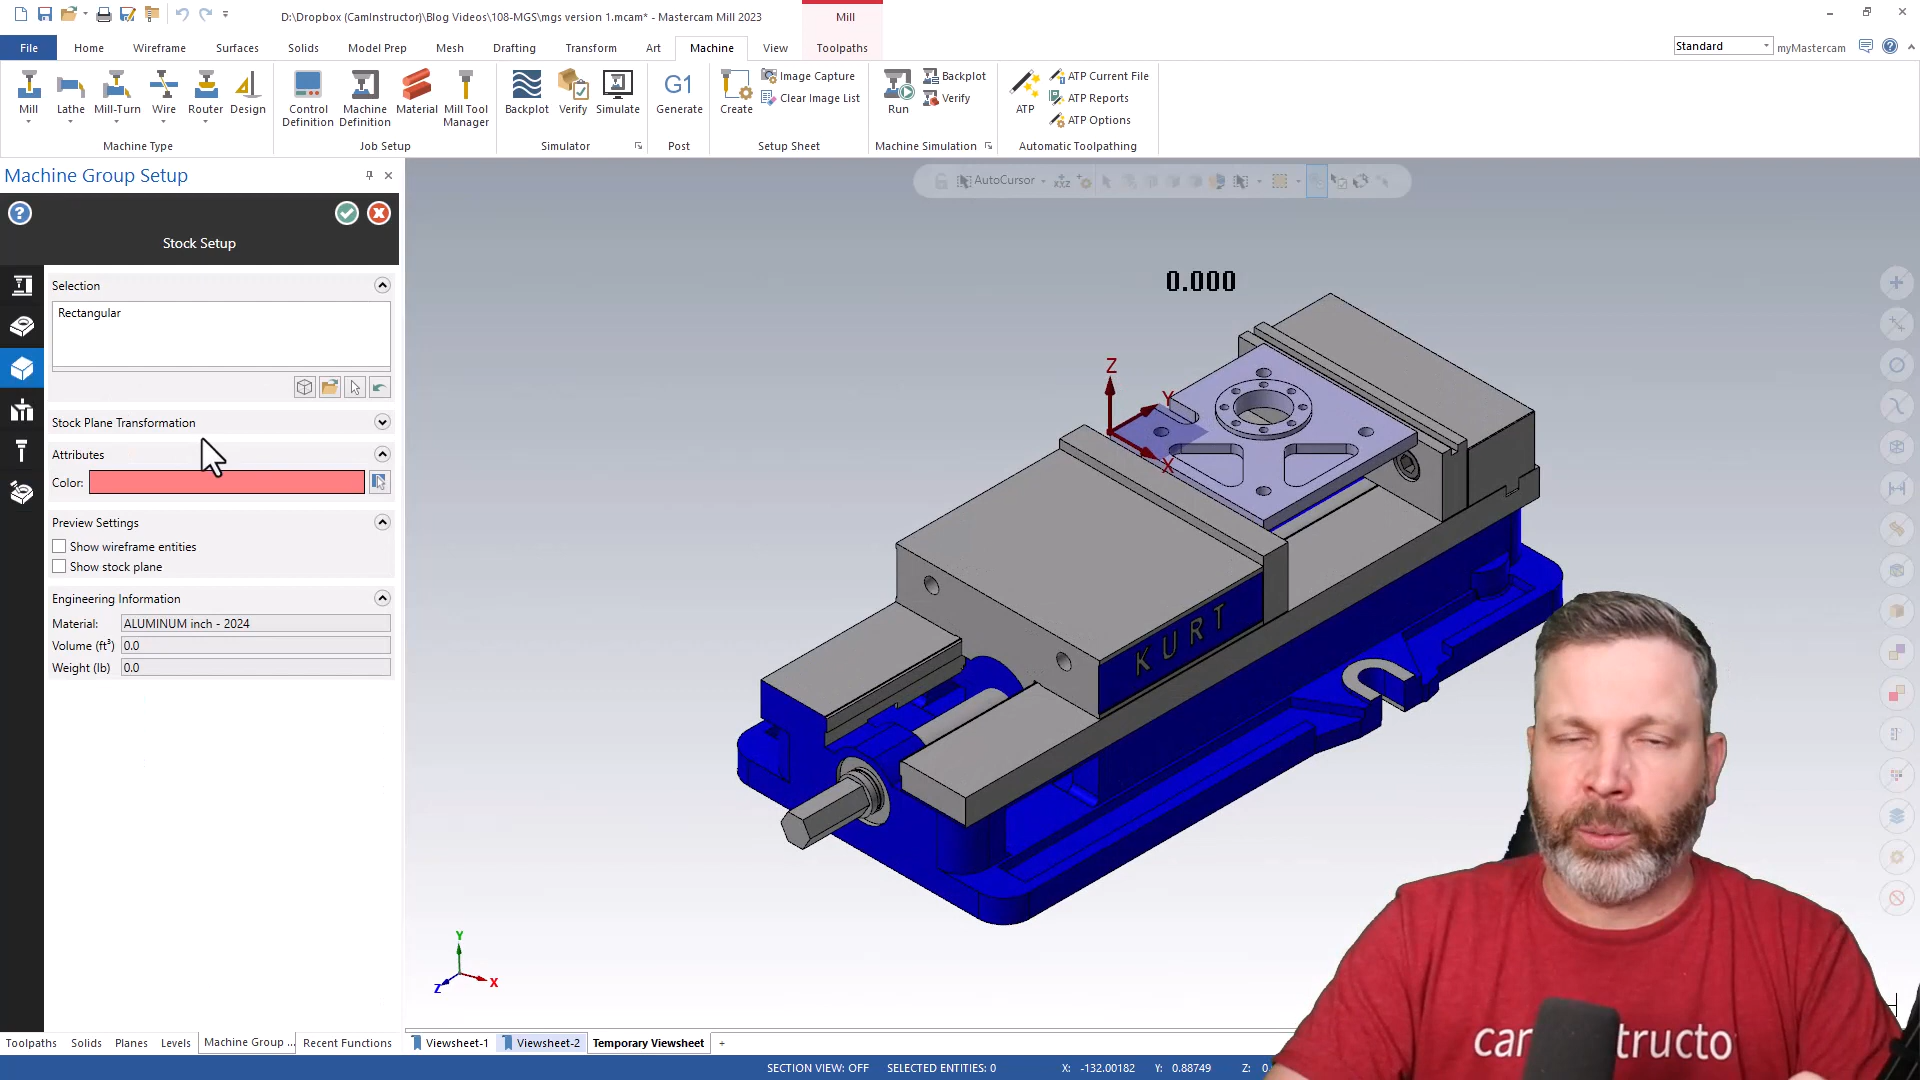 D:\Dropbox (CamInstructor)\Blog Videos\108-MGS\mgs version 1.mcam* - Mastercam Mill 2023
Mill
File Home Wireframe Surfaces Solids Model Prep Mesh Drafting Transform Art Machine View Toolpaths
Standard
myMastercam
Mill Lathe Mill-Turn Wire Router Design
Machine Type
Control Definition
Machine Definition
Material
Mill Tool Manager
Job Setup
Backplot Verify Simulate
Simulator
G1
Generate
Post
Create
Image Capture
Clear Image List
Setup Sheet
Run
Backplot
Verify
Machine Simulation
ATP
ATP Current File
ATP Reports
ATP Options
Automatic Toolpathing
Machine Group Setup
Stock Setup
Selection
Rectangular
Stock Plane Transformation
Attributes
Color:
Preview Settings
Show wireframe entities
Show stock plane
Engineering Information
Material: ALUMINUM inch - 2024
Volume (ft³) 0.0
Weight (lb) 0.0
AutoCursor
XYZ
0.000
Z
Y
X
KURT
Y
Z
X
caminstructo
Toolpaths Solids Planes Levels Machine Group ... Recent Functions
Viewsheet-1 Viewsheet-2 Temporary Viewsheet +
SECTION VIEW: OFF SELECTED ENTITIES: 0 X: -132.00182 Y: 0.88749 Z: 0